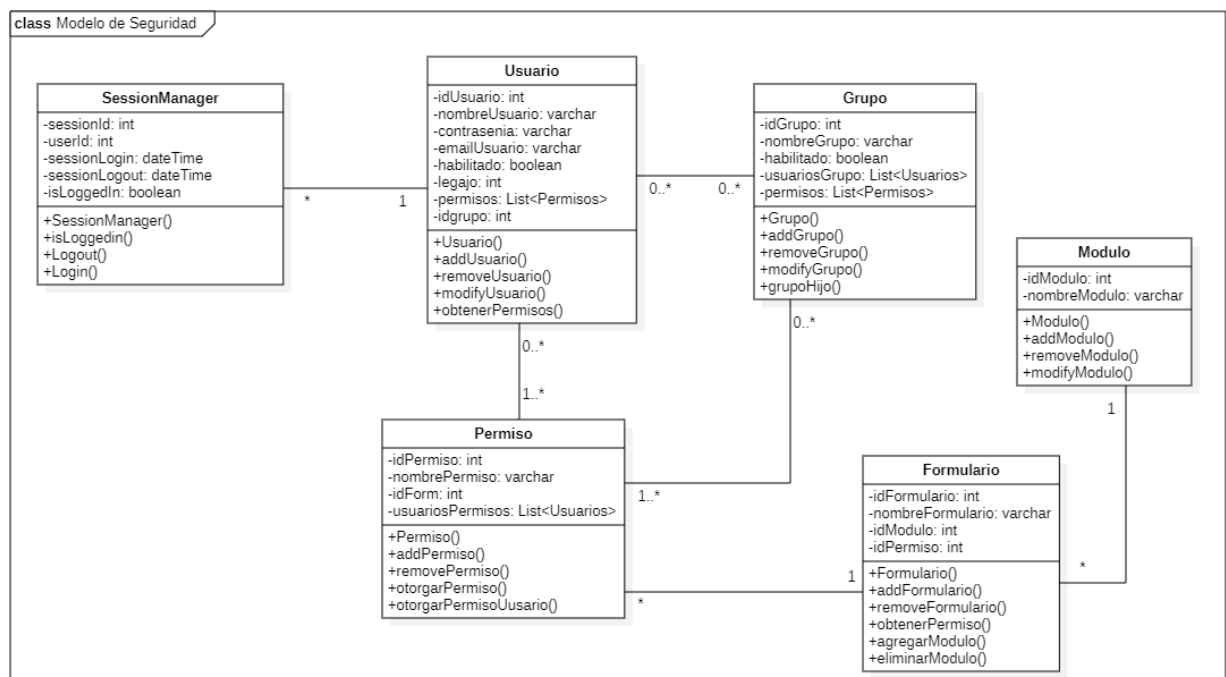 class Modelo de Seguridad
SessionManager
-sessionId: int
-userId: int
-sessionLogin: dateTime
-sessionLogout: dateTime
-isLoggedIn: boolean
+SessionManager()
+isLoggedin()
+Logout()
+Login()
*
1
Usuario
-idUsuario: int
-nombreUsuario: varchar
-contrasenia: varchar
-emailUsuario: varchar
-habilitado: boolean
-legajo: int
-permisos: List<Permisos>
-idgrupo: int
+Usuario()
+addUsuario()
+removeUsuario()
+modifyUsuario()
+obtenerPermisos()
0..*
0..*
Grupo
-idGrupo: int
-nombreGrupo: varchar
-habilitado: boolean
-usuariosGrupo: List<Usuarios>
-permisos: List<Permisos>
+Grupo()
+addGrupo()
+removeGrupo()
+modifyGrupo()
+grupoHijo()
0..*
Modulo
-idModulo: int
-nombreModulo: varchar
+Modulo()
+addModulo()
+removeModulo()
+modifyModulo()
1
0..*
1..*
Permiso
-idPermiso: int
-nombrePermiso: varchar
-idForm: int
-usuariosPermisos: List<Usuarios>
+Permiso()
+addPermiso()
+removePermiso()
+otorgarPermiso()
+otorgarPermisoUusario()
1..*
*
1
Formulario
-idFormulario: int
-nombreFormulario: varchar
-idModulo: int
-idPermiso: int
+Formulario()
+addFormulario()
+removeFormulario()
+obtenerPermiso()
+agregarModulo()
+eliminarModulo()
*